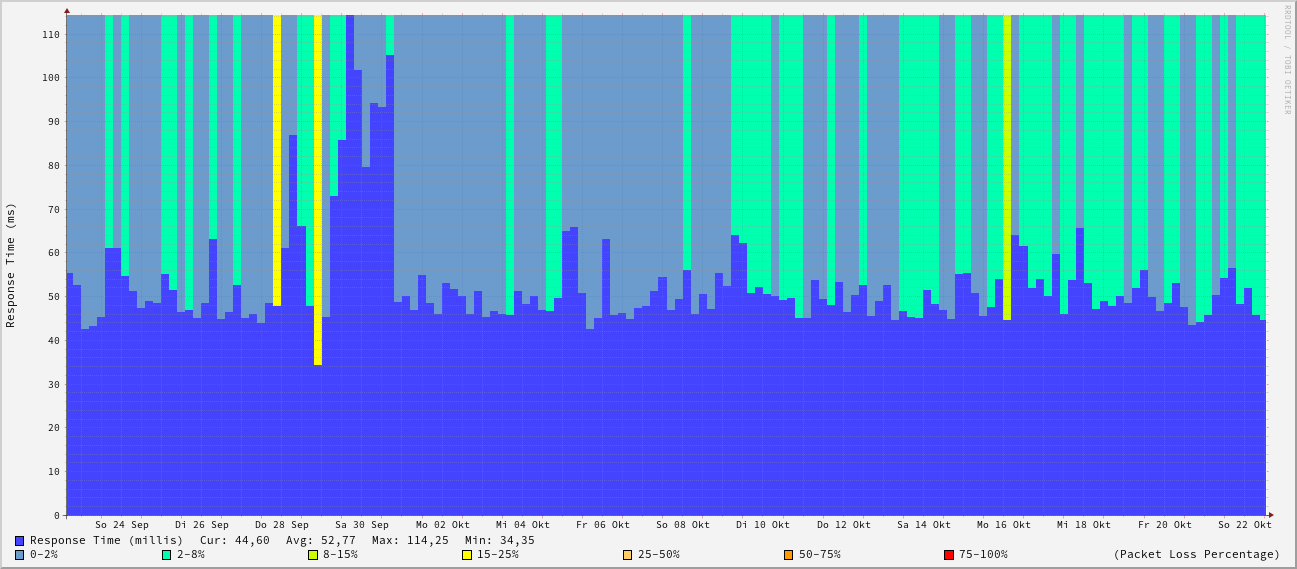 RRDTOOL / TOBI OETIKER
Response Time (ms)
110
100
90
80
70
60
50
40
30
20
10
0
So 24 Sep Di 26 Sep Do 28 Sep Sa 30 Sep Mo 02 Okt Mi 04 Okt Fr 06 Okt So 08 Okt Di 10 Okt Do 12 Okt Sa 14 Okt Mo 16 Okt Mi 18 Okt Fr 20 Okt So 22 Okt
Response Time (millis) Cur: 44,60 Avg: 52,77 Max: 114,25 Min: 34,35
0-2% 2-8% 8-15% 15-25% 25-50% 50-75% 75-100% (Packet Loss Percentage)